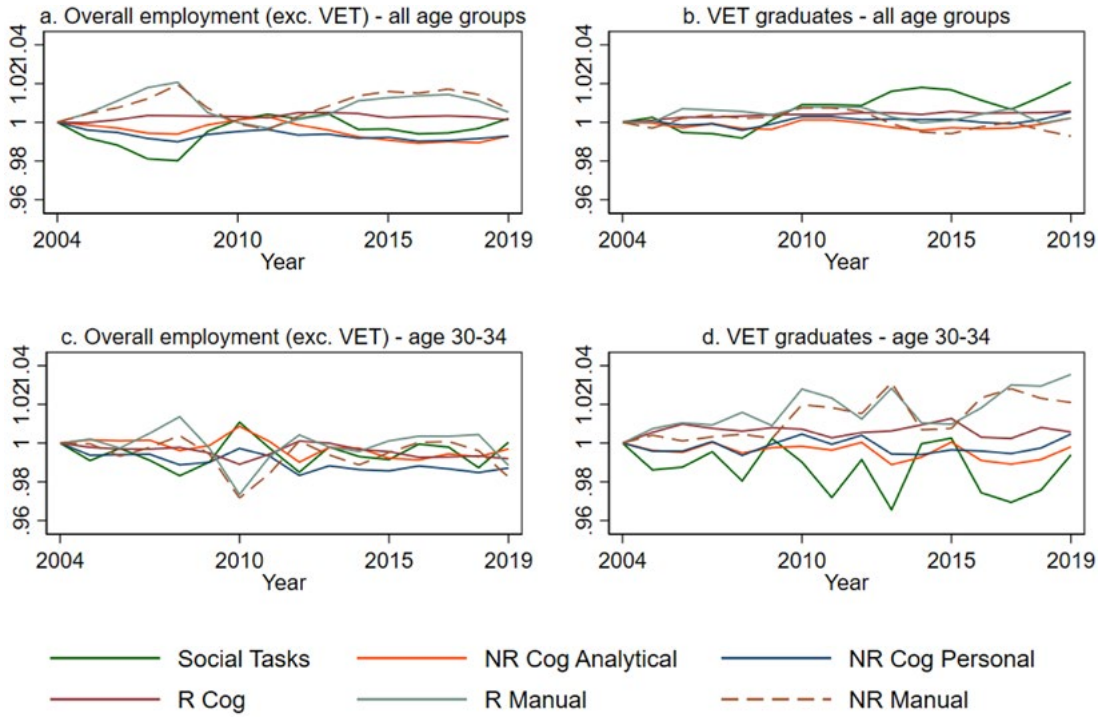 a. Overall employment (exc. VET) - all age groups
1.04
1.02
1
.98
.96
2004 2010 2015 2019
Year
b. VET graduates - all age groups
1.04
1.02
1
.98
.96
2004 2010 2015 2019
Year
c. Overall employment (exc. VET) - age 30-34
1.04
1.02
1
.98
.96
2004 2010 2015 2019
Year
d. VET graduates - age 30-34
1.04
1.02
1
.98
.96
2004 2010 2015 2019
Year
Social Tasks NR Cog Analytical NR Cog Personal
R Cog R Manual NR Manual